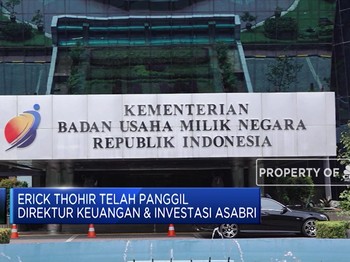 KEMENTERIAN
BADAN USAHA MILIK NEGARA
REPUBLIK INDONESIA
PROPERTY OF
ERICK THOHIR TELAH PANGGIL
DIREKTUR KEUANGAN & INVESTASI ASABRI